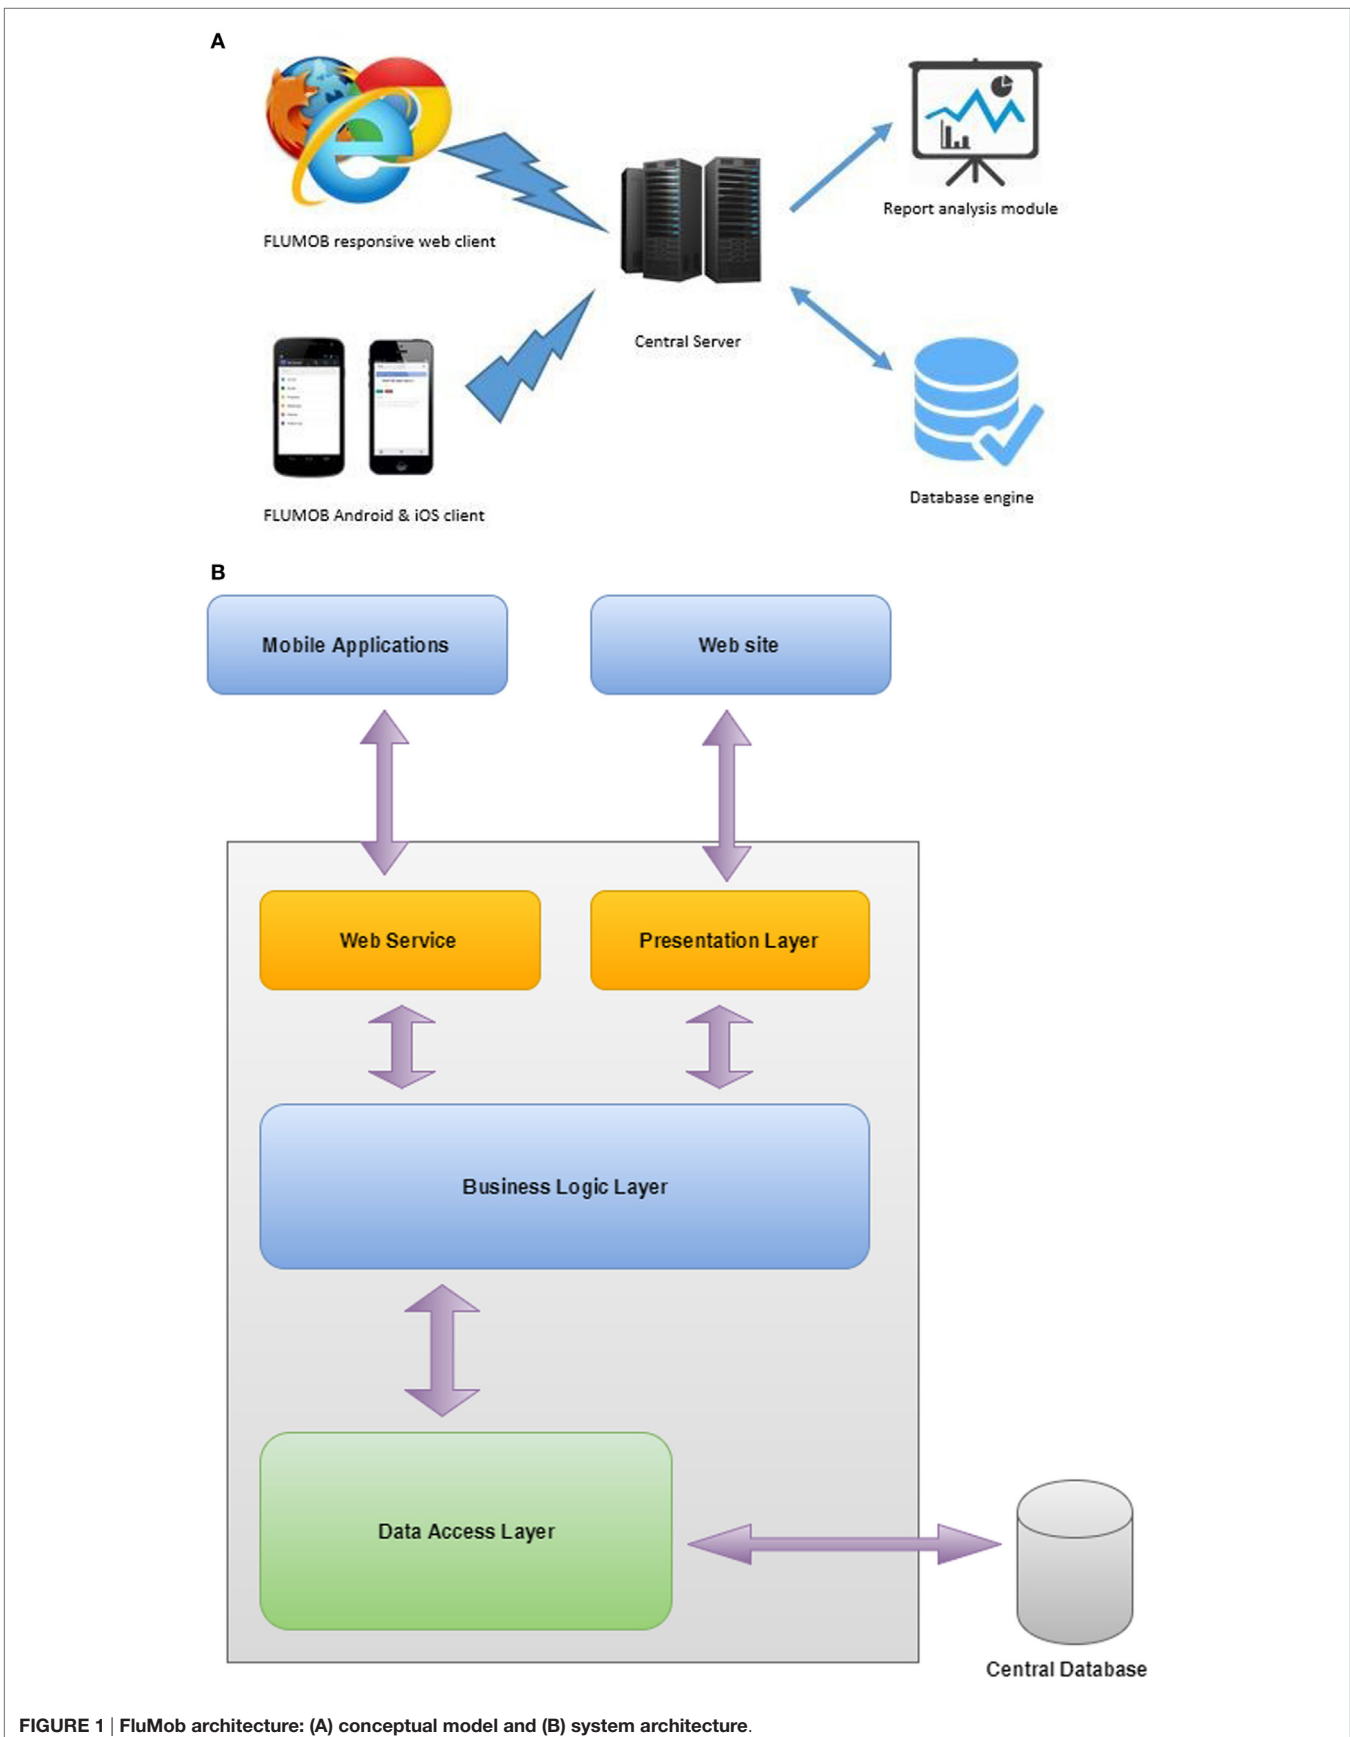 A
FLUMOB responsive web client
Report analysis module
Central Server
FLUMOB Android & iOS client
Database engine
B
Mobile Applications
Web site
Web Service
Presentation Layer
Business Logic Layer
Data Access Layer
Central Database
FIGURE 1 | FluMob architecture: (A) conceptual model and (B) system architecture.